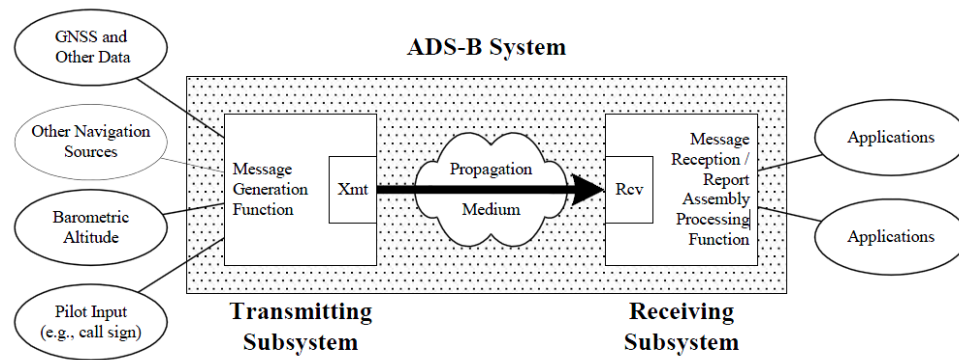 ADS-B System
GNSS and
Other Data
Other Navigation
Sources
Barometric
Altitude
Pilot Input
(e.g., call sign)
Message
Generation
Function
Xmt
Propagation
Medium
Rcv
Message
Reception /
Report
Assembly
Processing
Function
Applications
Applications
Transmitting
Subsystem
Receiving
Subsystem